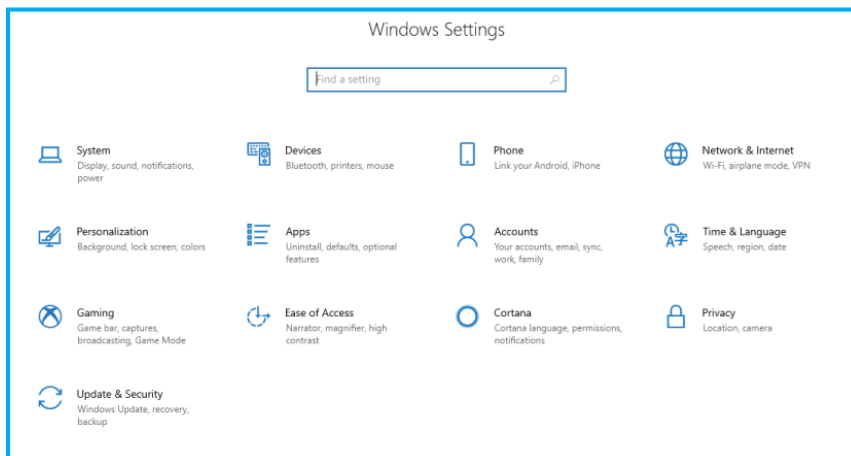 Windows Settings
Find a setting
System
Display, sound, notifications,
power
Devices
Bluetooth, printers, mouse
Phone
Link your Android, iPhone
Network & Internet
Wi-Fi, airplane mode, VPN
Personalization
Background, lock screen, colors
Apps
Uninstall, defaults, optional
features
Accounts
Your accounts, email, sync,
work, family
Time & Language
Speech, region, date
Gaming
Game bar, captures,
broadcasting, Game Mode
Ease of Access
Narrator, magnifier, high
contrast
Cortana
Cortana language, permissions,
notifications
Privacy
Location, camera
Update & Security
Windows Update, recovery,
backup